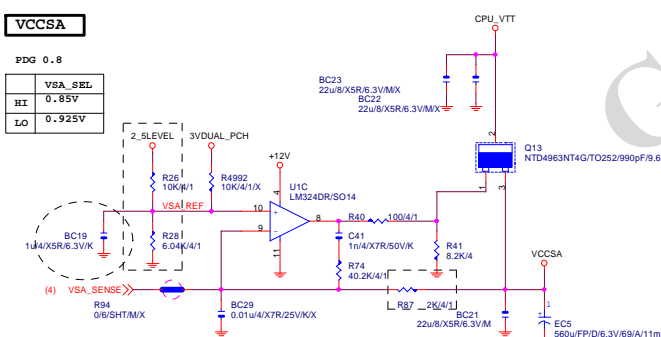 VCCSA
CPU_VTT
PDG 0.8
VSA_SEL
HI 0.85V
LO 0.925V
BC23
22u/8/X5R/6.3V/M/X
BC22
22u/8/X5R/6.3V/M/X
2_5LEVEL
3VDUAL_PCH
2
Q13
NTD4963NT4G/TO252/990pF/9.6
+12V
R26
10K/4/1
R4992
10K/4/1/X
U1C
LM324DR/SO14
4
1
3
VSA_REF
10
+
8
R40
100/4/1
9
-
11
BC19
1u/4/X5R/6.3V/K
R28
6.04K/4/1
C41
1n/4/X7R/50V/K
R41
8.2K/4
R74
40.2K/4/1
VCCSA
(4) VSA_SENSE
R94
0/6/SHT/M/X
BC29
0.01u/4/X7R/25V/K/X
R87
2K/4/1
BC21
22u/8/X5R/6.3V/M
1
+
EC5
560u/FP/D/6.3V/69/A/11m